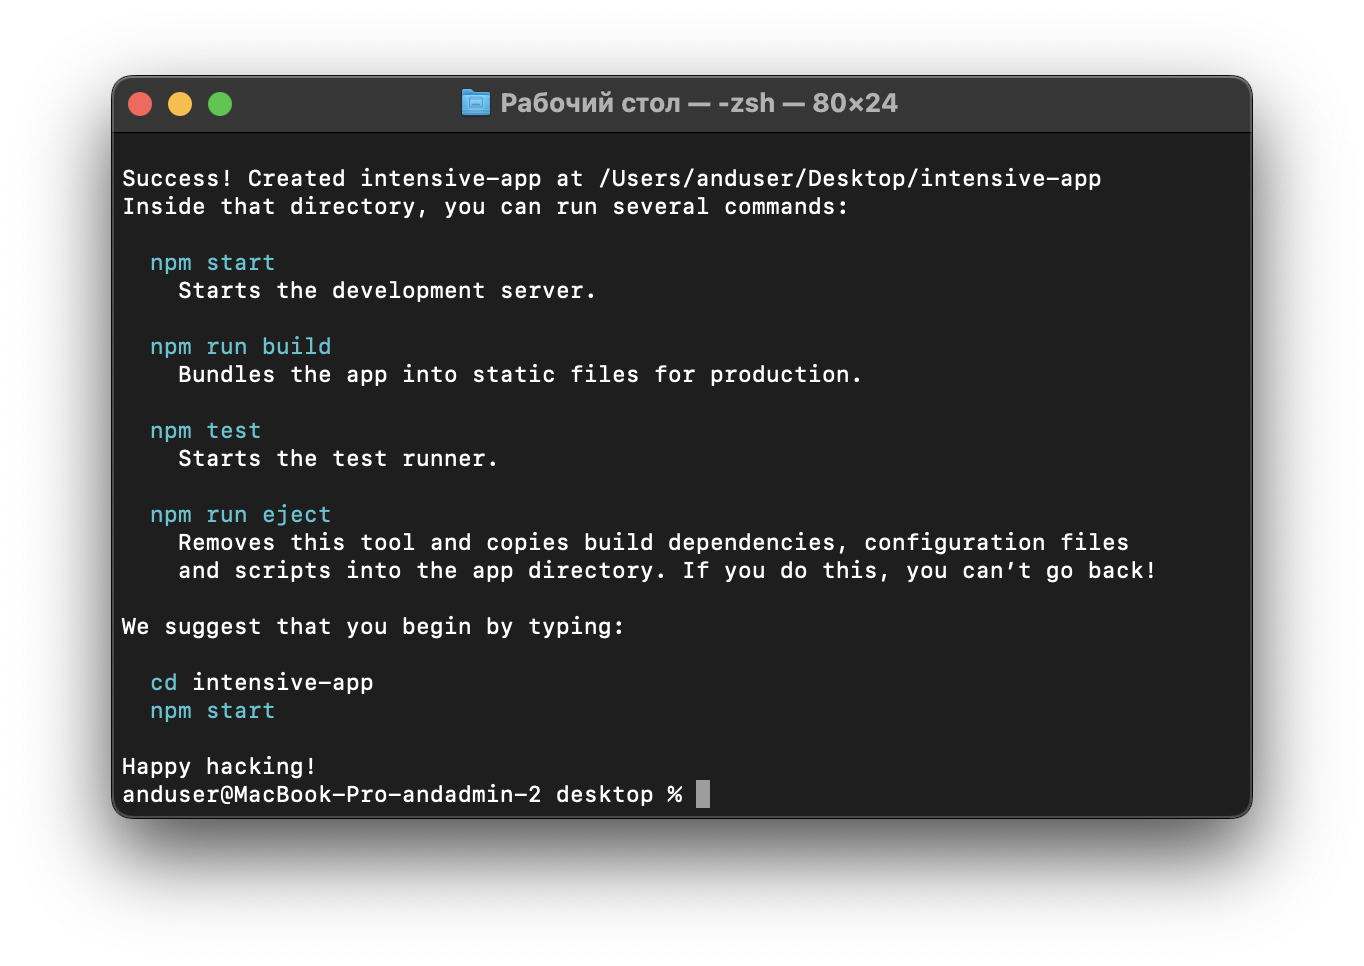 Рабочий стол — -zsh — 80×24
Success! Created intensive-app at /Users/anduser/Desktop/intensive-app
Inside that directory, you can run several commands:
npm start
Starts the development server.
npm run build
Bundles the app into static files for production.
npm test
Starts the test runner.
npm run eject
Removes this tool and copies build dependencies, configuration files
and scripts into the app directory. If you do this, you can’t go back!
We suggest that you begin by typing:
cd intensive-app
npm start
Happy hacking!
anduser@MacBook-Pro-andadmin-2 desktop %